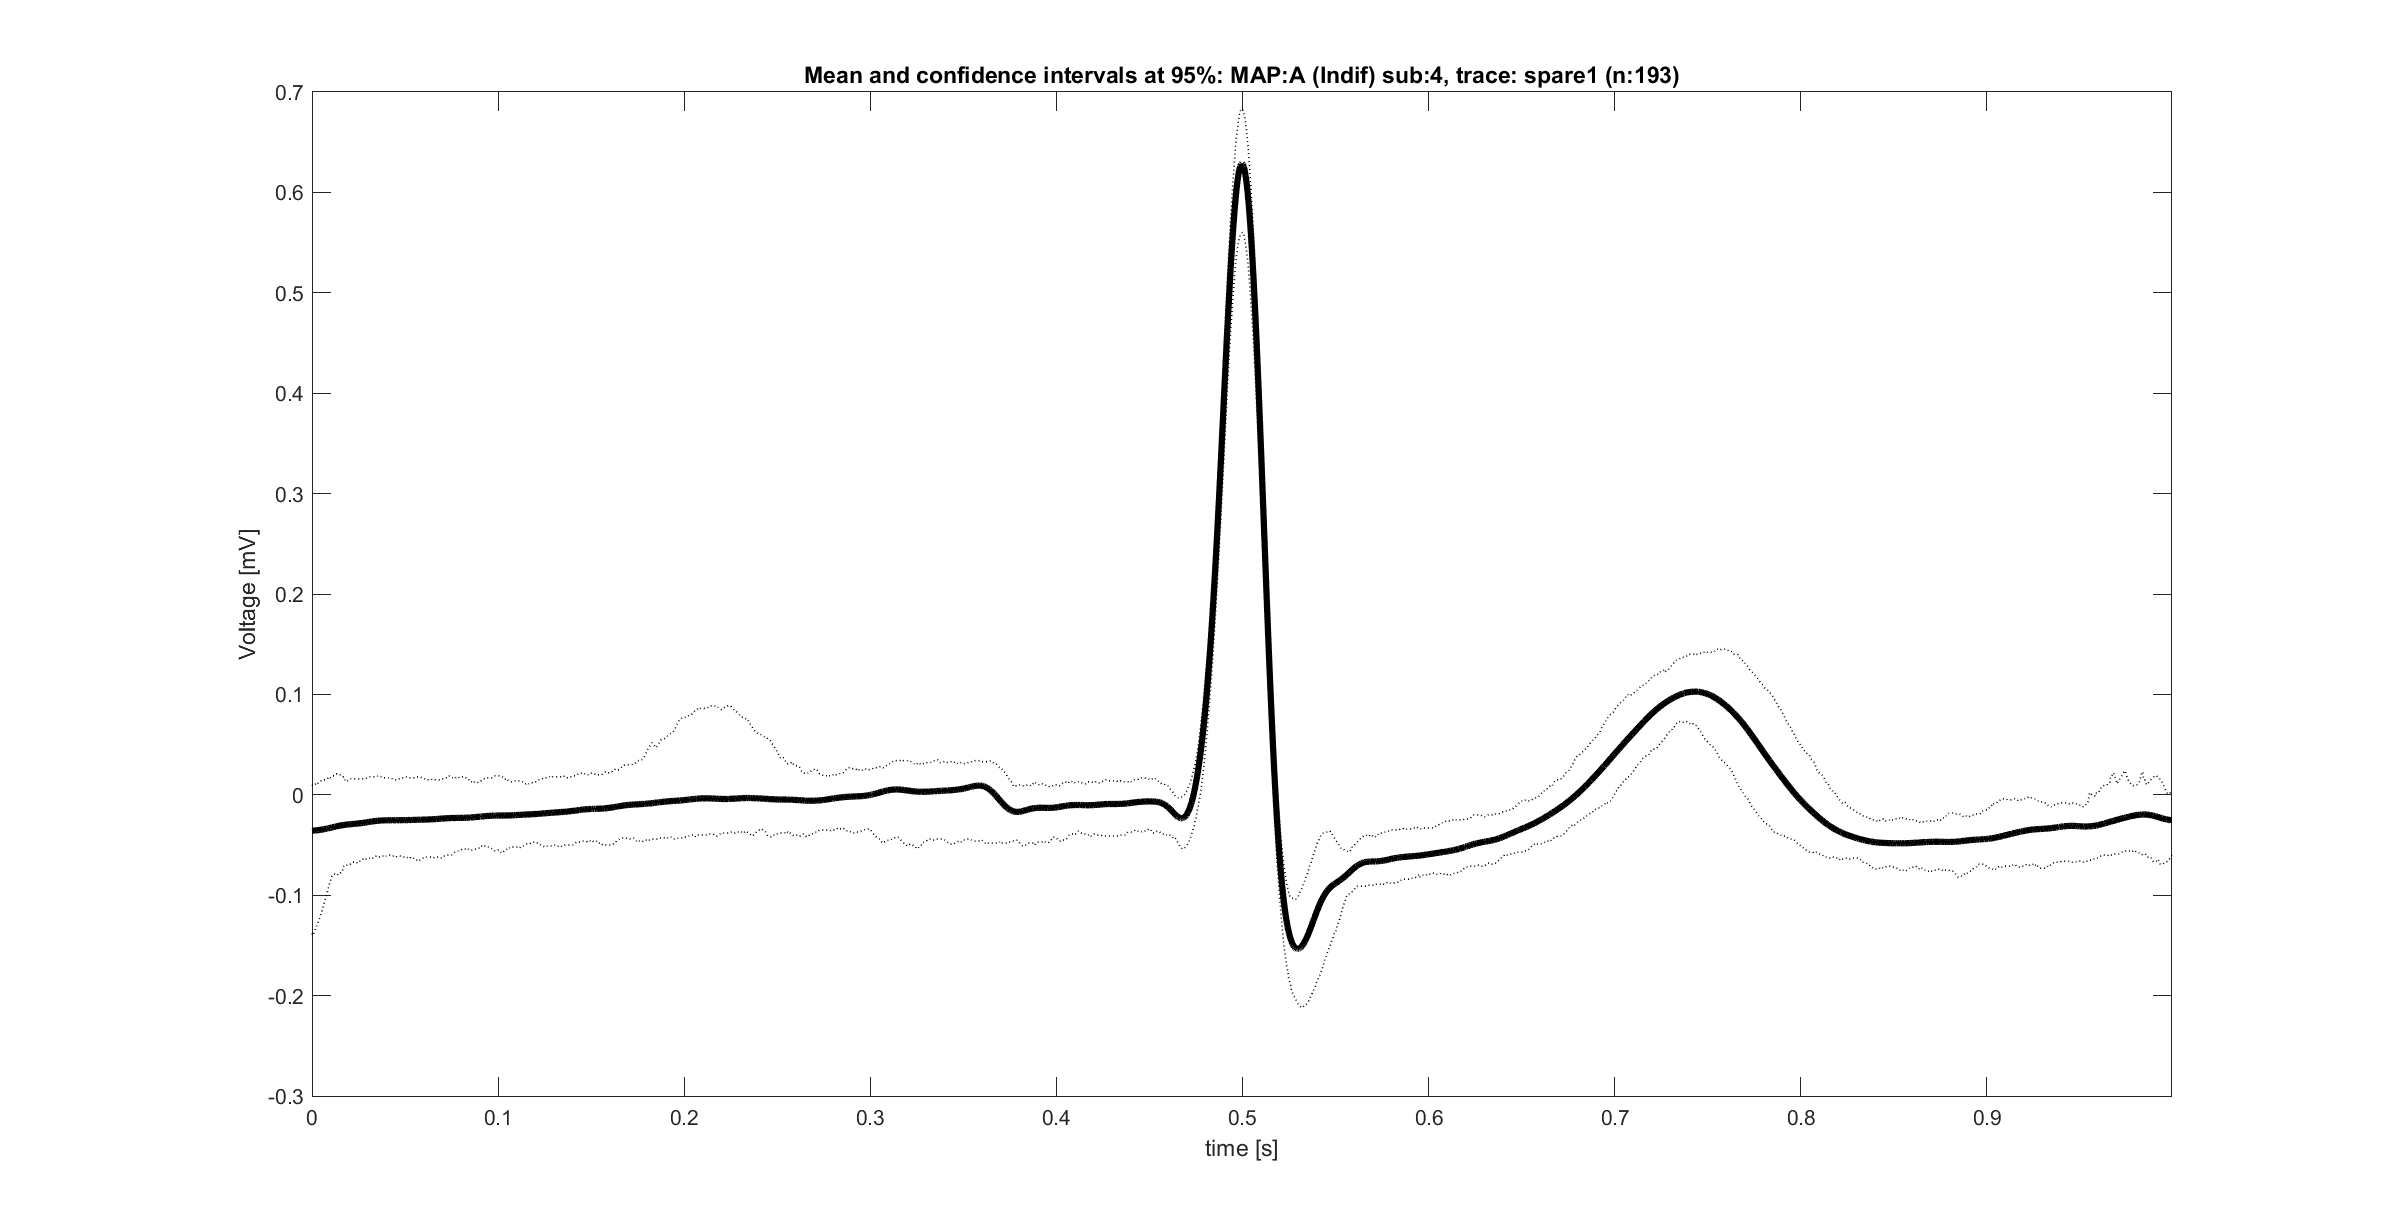 Mean and confidence intervals at 95%: MAP:A (Indif) sub:4, trace: spare1 (n:193)
0.7
0.6
0.5
0.4
0.3
0.2
0.1
0
-0.1
-0.2
-0.3
Voltage [mV]
0 0.1 0.2 0.3 0.4 0.5 0.6 0.7 0.8 0.9
time [s]